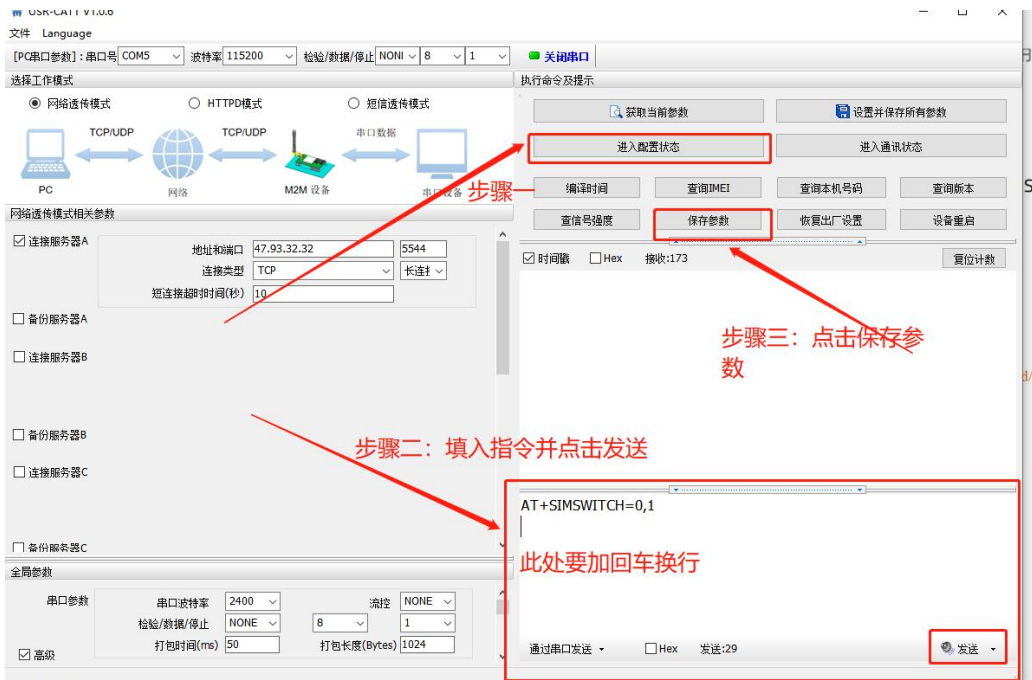 USR-CAT1 V1.0.6
文件 Language
[PC串口参数]：串口号 COM5 波特率 115200 检验/数据/停止 NONI 8 1 关闭串口
选择工作模式
网络透传模式 HTTPD模式 短信透传模式
TCP/UDP TCP/UDP 串口数据
PC 网络 M2M 设备 串口设备
网络透传模式相关参数
连接服务器A
地址和端口 47.93.32.32 5544
连接类型 TCP 长连接
短连接超时时间(秒) 10
备份服务器A
连接服务器B
备份服务器B
连接服务器C
备份服务器C
全局参数
串口参数 串口波特率 2400 流控 NONE
检验/数据/停止 NONE 8 1
打包时间(ms) 50 打包长度(Bytes) 1024
高级
执行命令及提示
获取当前参数 设置并保存所有参数
进入配置状态 进入通讯状态
步骤一
编译时间 查询IMEI 查询本机号码 查询版本
查信号强度 保存参数 恢复出厂设置 设备重启
时间戳 Hex 接收:173 复位计数
步骤三：点击保存参
数
步骤二：填入指令并点击发送
AT+SIMSWITCH=0,1
此处要加回车换行
通过串口发送 Hex 发送:29 发送